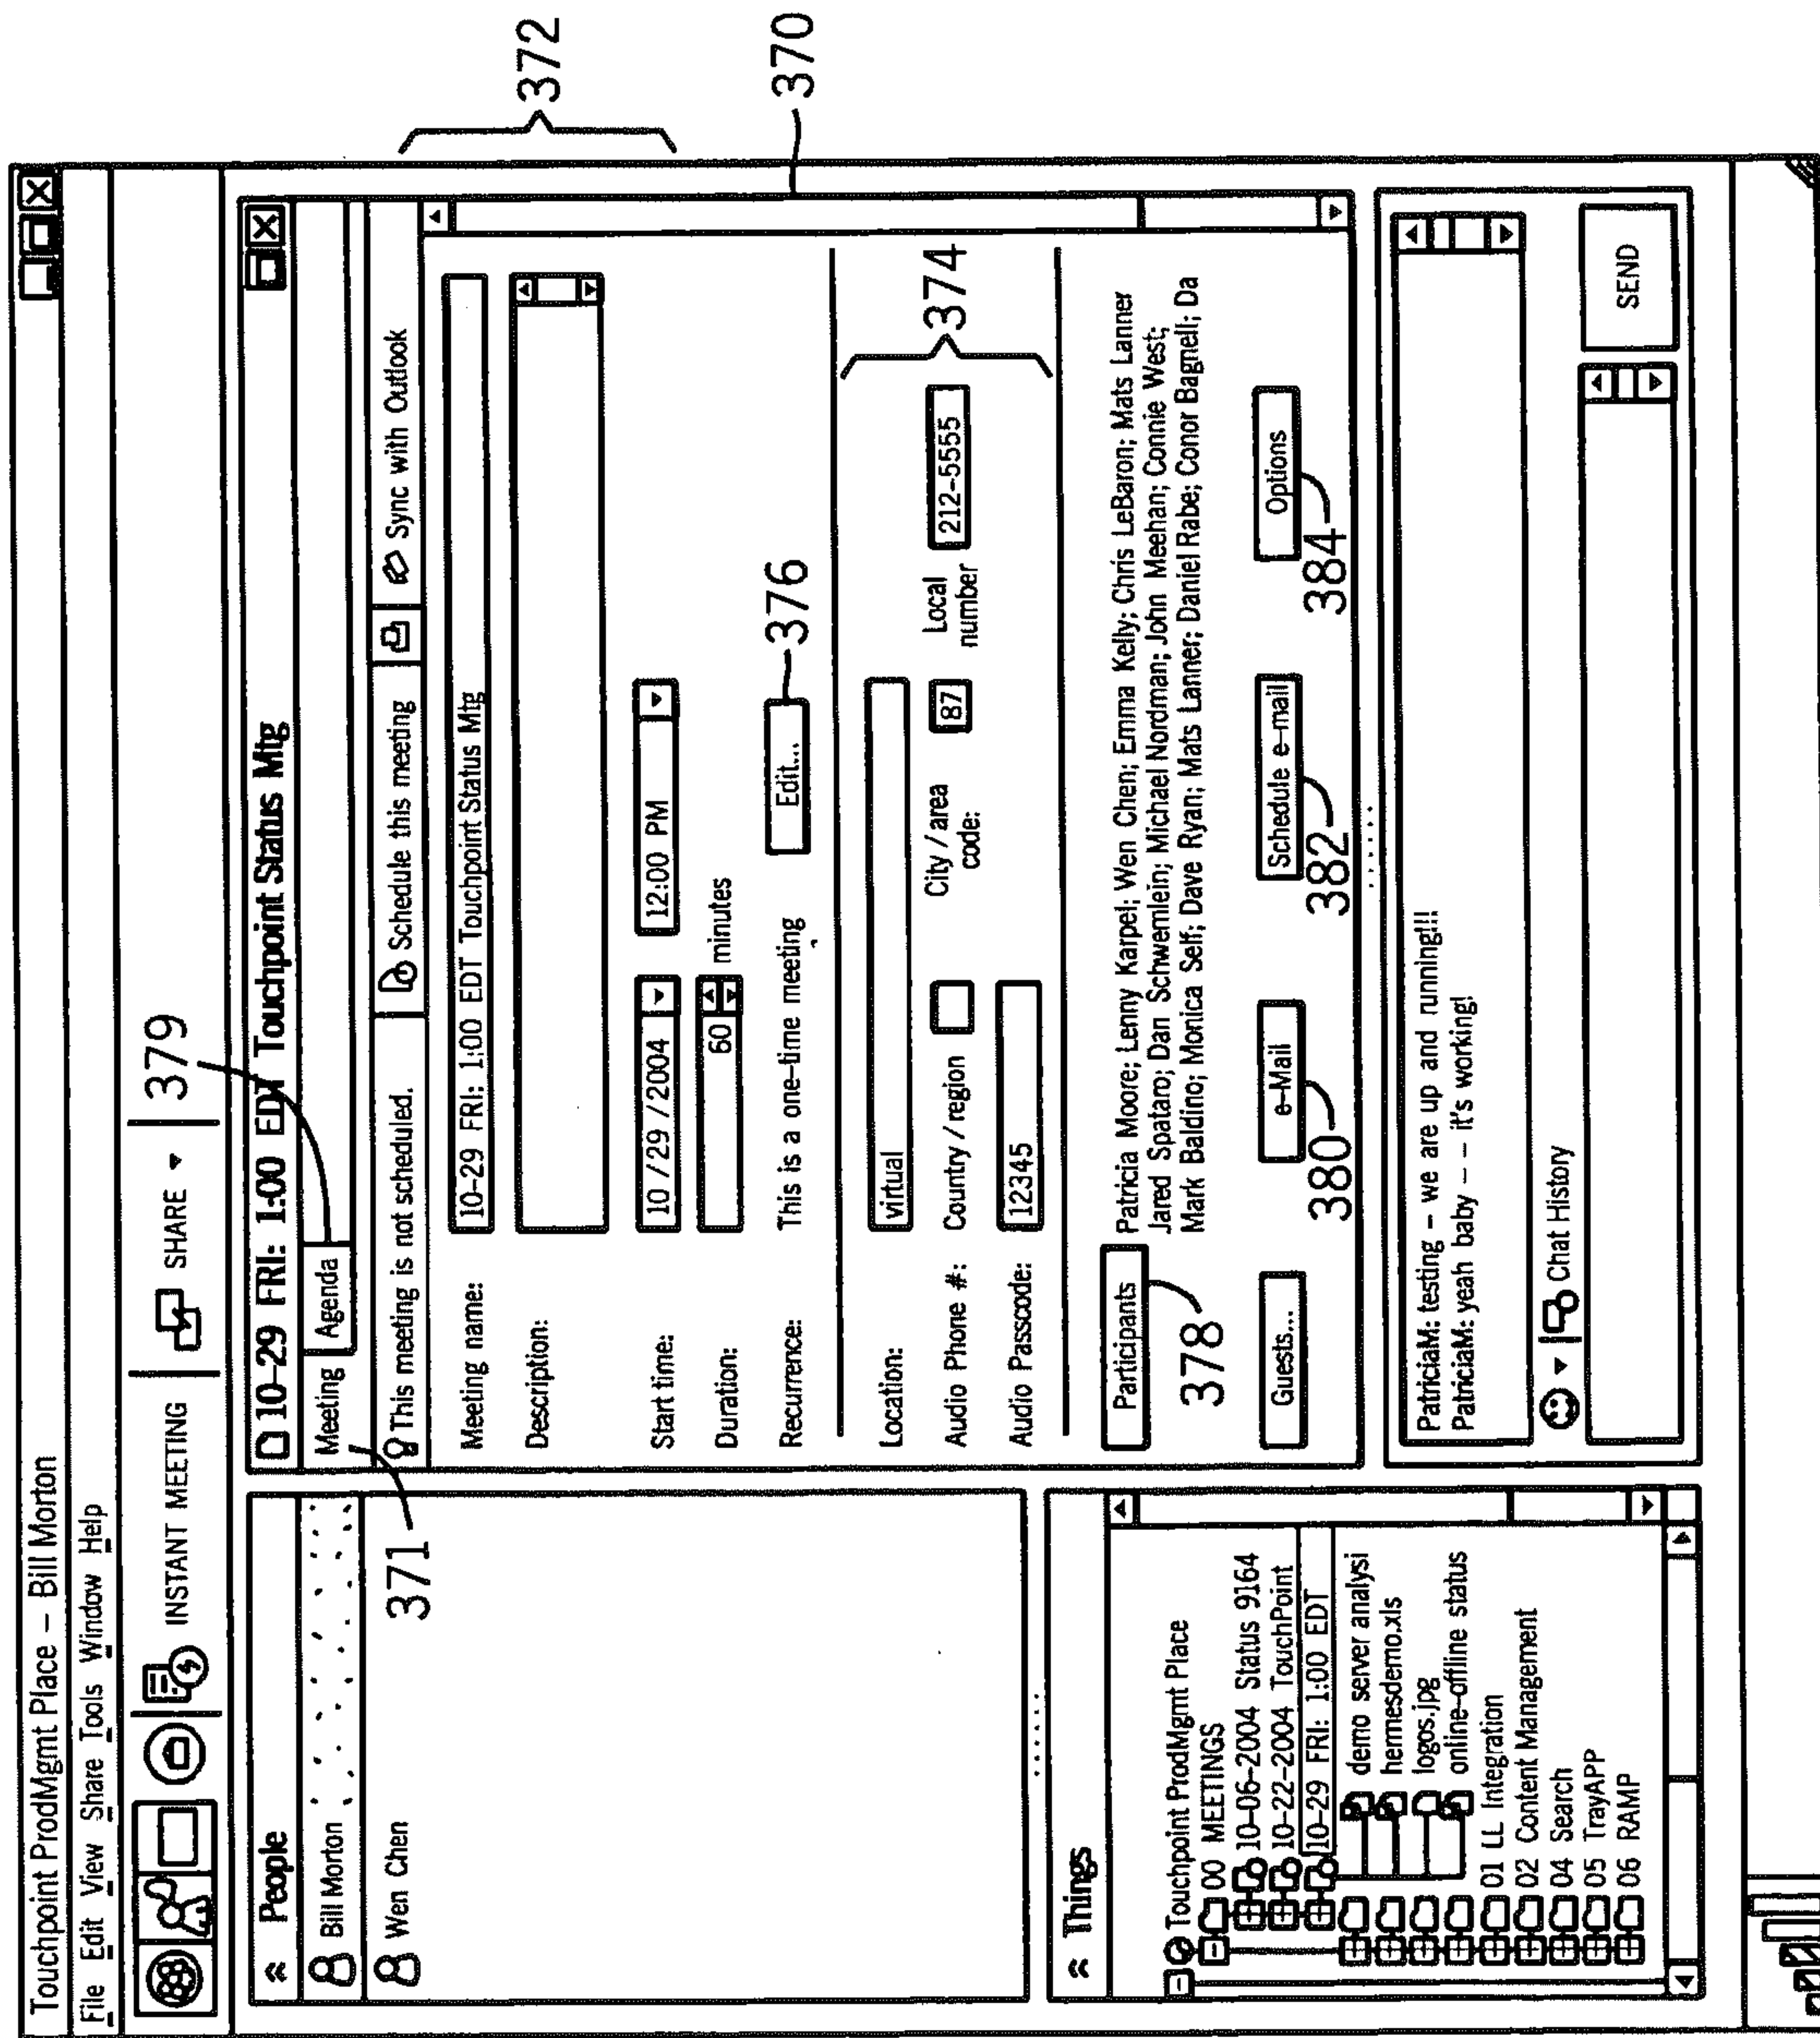 Touchpoint ProdMgmt Place – Bill Morton
File Edit View Share Tools Window Help
INSTANT MEETING SHARE 379
People
Bill Morton
Wen Chen
371
Things
Touchpoint ProdMgmt Place
00 MEETINGS
10-06-2004 Status 9164
10-22-2004 TouchPoint
10-29 FRI: 1:00 EDT
demo server analysi
hermesdemo.xls
logos.jpg
online-offline status
01 LL Integration
02 Content Management
04 Search
05 TrayAPP
06 RAMP
10-29 FRI: 1:00 EDT Touchpoint Status Mtg
Meeting Agenda
This meeting is not scheduled. Schedule this meeting Sync with Outlook
372
Meeting name: 10-29 FRI: 1:00 EDT Touchpoint Status Mtg
Description:
Start time: 10 /29 /2004 12:00 PM
Duration: 60 minutes
Recurrence: This is a one-time meeting Edit... 376
370
Location: virtual
374
Audio Phone #: Country / region City / area code: 87 Local number 212-5555
Audio Passcode: 12345
Participants Patricia Moore; Lenny Karpel; Wen Chen; Emma Kelly; Chris LeBaron; Mats Lanner
Jared Spataro; Dan Schwemlein; Michael Nordman; John Meehan; Connie West;
Mark Baldino; Monica Self; Dave Ryan; Mats Lanner; Daniel Rabe; Conor Bagnell; Da
378
Guests... e-Mail Schedule e-mail Options
380 382 384
PatriciaM: testing – we are up and running!!
PatriciaM: yeah baby – – it's working!
Chat History
SEND